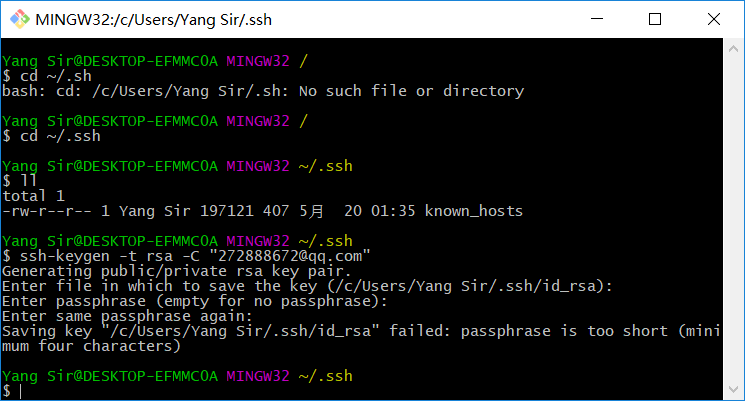 MINGW32:/c/Users/Yang Sir/.ssh
Yang Sir@DESKTOP-EFMMC0A MINGW32 /
$ cd ~/.sh
bash: cd: /c/Users/Yang Sir/.sh: No such file or directory
Yang Sir@DESKTOP-EFMMC0A MINGW32 /
$ cd ~/.ssh
Yang Sir@DESKTOP-EFMMC0A MINGW32 ~/.ssh
$ ll
total 1
-rw-r--r-- 1 Yang Sir 197121 407 5月  20 01:35 known_hosts
Yang Sir@DESKTOP-EFMMC0A MINGW32 ~/.ssh
$ ssh-keygen -t rsa -C "272888672@qq.com"
Generating public/private rsa key pair.
Enter file in which to save the key (/c/Users/Yang Sir/.ssh/id_rsa):
Enter passphrase (empty for no passphrase):
Enter same passphrase again:
Saving key "/c/Users/Yang Sir/.ssh/id_rsa" failed: passphrase is too short (mini
mum four characters)
Yang Sir@DESKTOP-EFMMC0A MINGW32 ~/.ssh
$